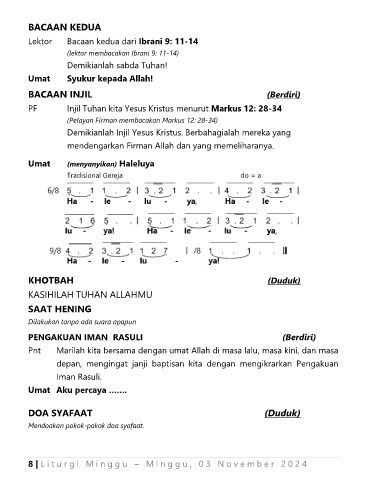 BACAAN KEDUA
Lektor Bacaan kedua dari Ibrani 9: 11-14
(lektor membacakan Ibrani 9: 11-14)
Demikianlah sabda Tuhan!
Umat Syukur kepada Allah!
BACAAN INJIL (Berdiri)
PF Injil Tuhan kita Yesus Kristus menurut Markus 12: 28-34
(Pelayan Firman membacakan Markus 12: 28-34)
Demikianlah Injil Yesus Kristus. Berbahagialah mereka yang
mendengarkan Firman Allah dan yang memeliharanya.
Umat (menyanyikan) Haleluya
Tradisional Gereja do = a
6/8 5 . 1 1 . 2 | 3 . 2 1 2 . . | 4 . 2 3 . 2 1 |
Ha - le - lu - ya, Ha - le -
2 1 6 5 . . | 5 . 1 1 . 2 | 3 . 2 1 2 . . |
lu - ya! Ha - le - lu - ya,
9/8 4 . 2 3 . 2 1 1 2 7 | /8 1 . . 1 . . ||
Ha - le - lu - ya!
KHOTBAH (Duduk)
KASIHILAH TUHAN ALLAHMU
SAAT HENING
Dilakukan tanpa ada suara apapun
PENGAKUAN IMAN RASULI (Berdiri)
Pnt Marilah kita bersama dengan umat Allah di masa lalu, masa kini, dan masa
depan, mengingat janji baptisan kita dengan mengikrarkan Pengakuan
Iman Rasuli.
Umat Aku percaya .......
DOA SYAFAAT (Duduk)
Mendoakan pokok-pokok doa syafaat.
8 | Liturgi Minggu – Minggu, 03 November 2024